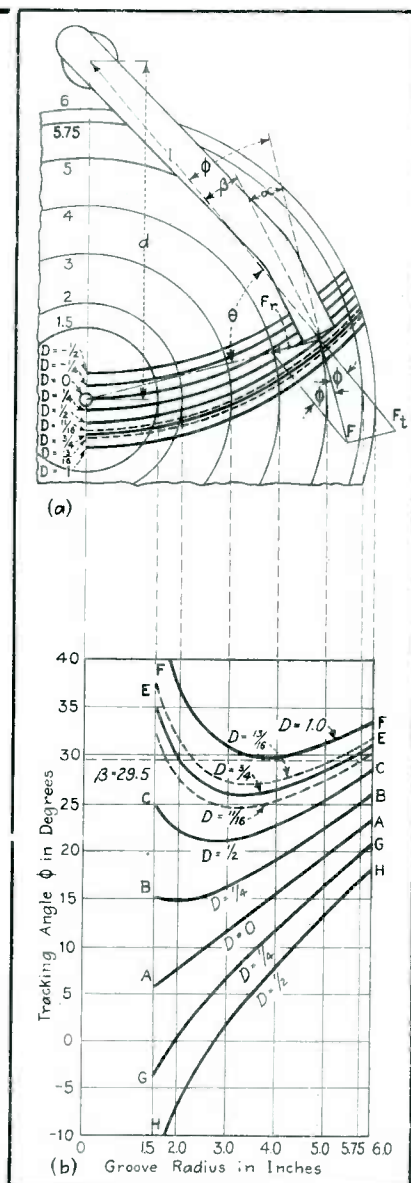 6
5.75
5
4
3
2
1.5
l
d
ϕ
β
α
θ
F r
ϕ
ϕ
F
F t
D = -1/2
D = -1/4
D = 0
D = 1/4
D = 1/2
D = 11/16
D = 3/4
D = 1
(a)
Tracking Angle ϕ in Degrees
40
35
30
25
20
15
10
5
0
-5
-10
F
E
C
B
A
G
H
β=29.5
D = 1.0
D = 13/16
D = 3/4
D = 11/16
D = 1/2
D = 1/4
D = 0
D = 1/4
D = 1/2
F
E
C
B
A
G
H
0 1.5 2.0 3.0 4.0 5.0 5.75 6.0
(b) Groove Radius in Inches